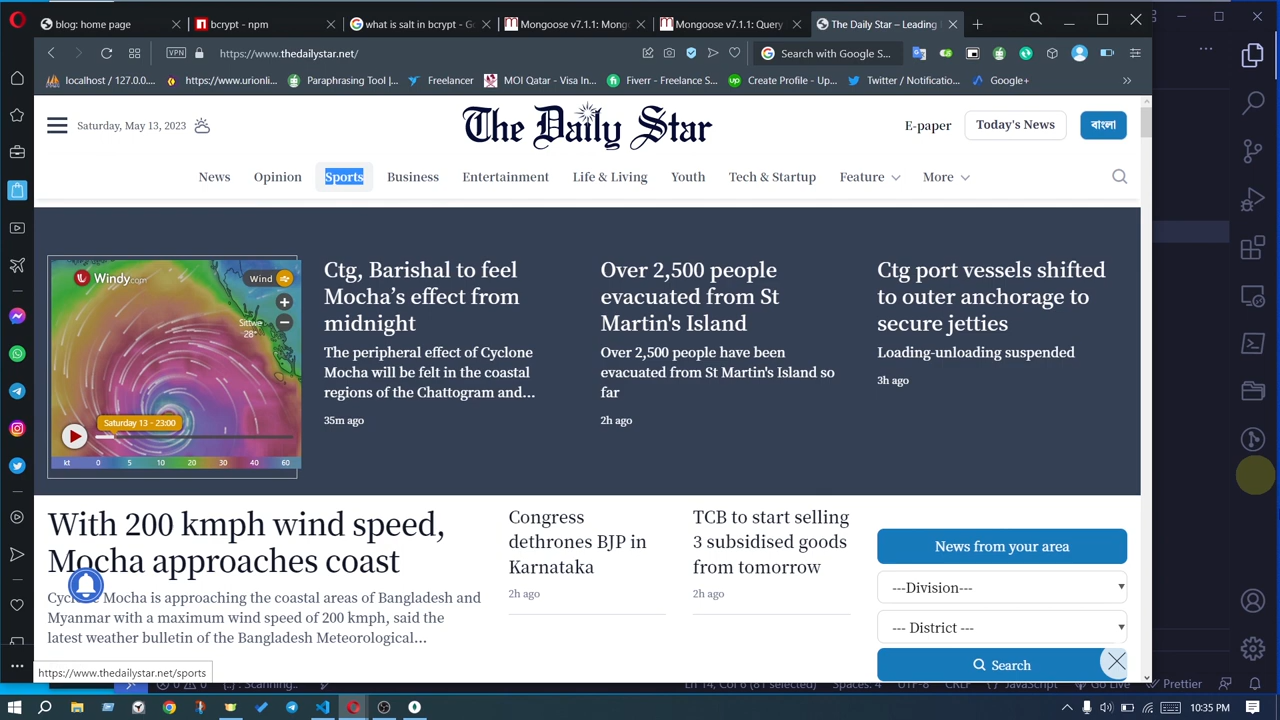 blog: home page
bcrypt - npm
what is salt in bcrypt - G
Mongoose v7.1.1: Mong
Mongoose v7.1.1: Query
The Daily Star – Leading
VPN
https://www.thedailystar.net/
Search with Google S...
localhost / 127.0.0....
https://www.urionli...
Paraphrasing Tool |...
Freelancer
MOI Qatar - Visa In...
Fiverr - Freelance S...
Create Profile - Up...
Twitter / Notificatio...
Google+
Saturday, May 13, 2023
The Daily Star
E-paper
Today's News
বাংলা
News
Opinion
Sports
Business
Entertainment
Life & Living
Youth
Tech & Startup
Feature
More
Windy.com
Wind
Sittwe
28°
Saturday 13 - 23:00
kt 0 5 10 20 30 40 60
Ctg, Barishal to feel
Mocha’s effect from
midnight
The peripheral effect of Cyclone
Mocha will be felt in the coastal
regions of the Chattogram and...
35m ago
Over 2,500 people
evacuated from St
Martin's Island
Over 2,500 people have been
evacuated from St Martin's Island so
far
2h ago
Ctg port vessels shifted
to outer anchorage to
secure jetties
Loading-unloading suspended
3h ago
With 200 kmph wind speed,
Mocha approaches coast
Mocha is approaching the coastal areas of Bangladesh and
Myanmar with a maximum wind speed of 200 kmph, said the
latest weather bulletin of the Bangladesh Meteorological...
Congress
dethrones BJP in
Karnataka
2h ago
TCB to start selling
3 subsidised goods
from tomorrow
2h ago
News from your area
---Division---
--- District ---
Search
https://www.thedailystar.net/sports
Scanning..
Ln 14, Col 6 (81 selected)
Spaces: 4
UTF-8
CRLF
JavaScript
Go Live
Prettier
10:35 PM